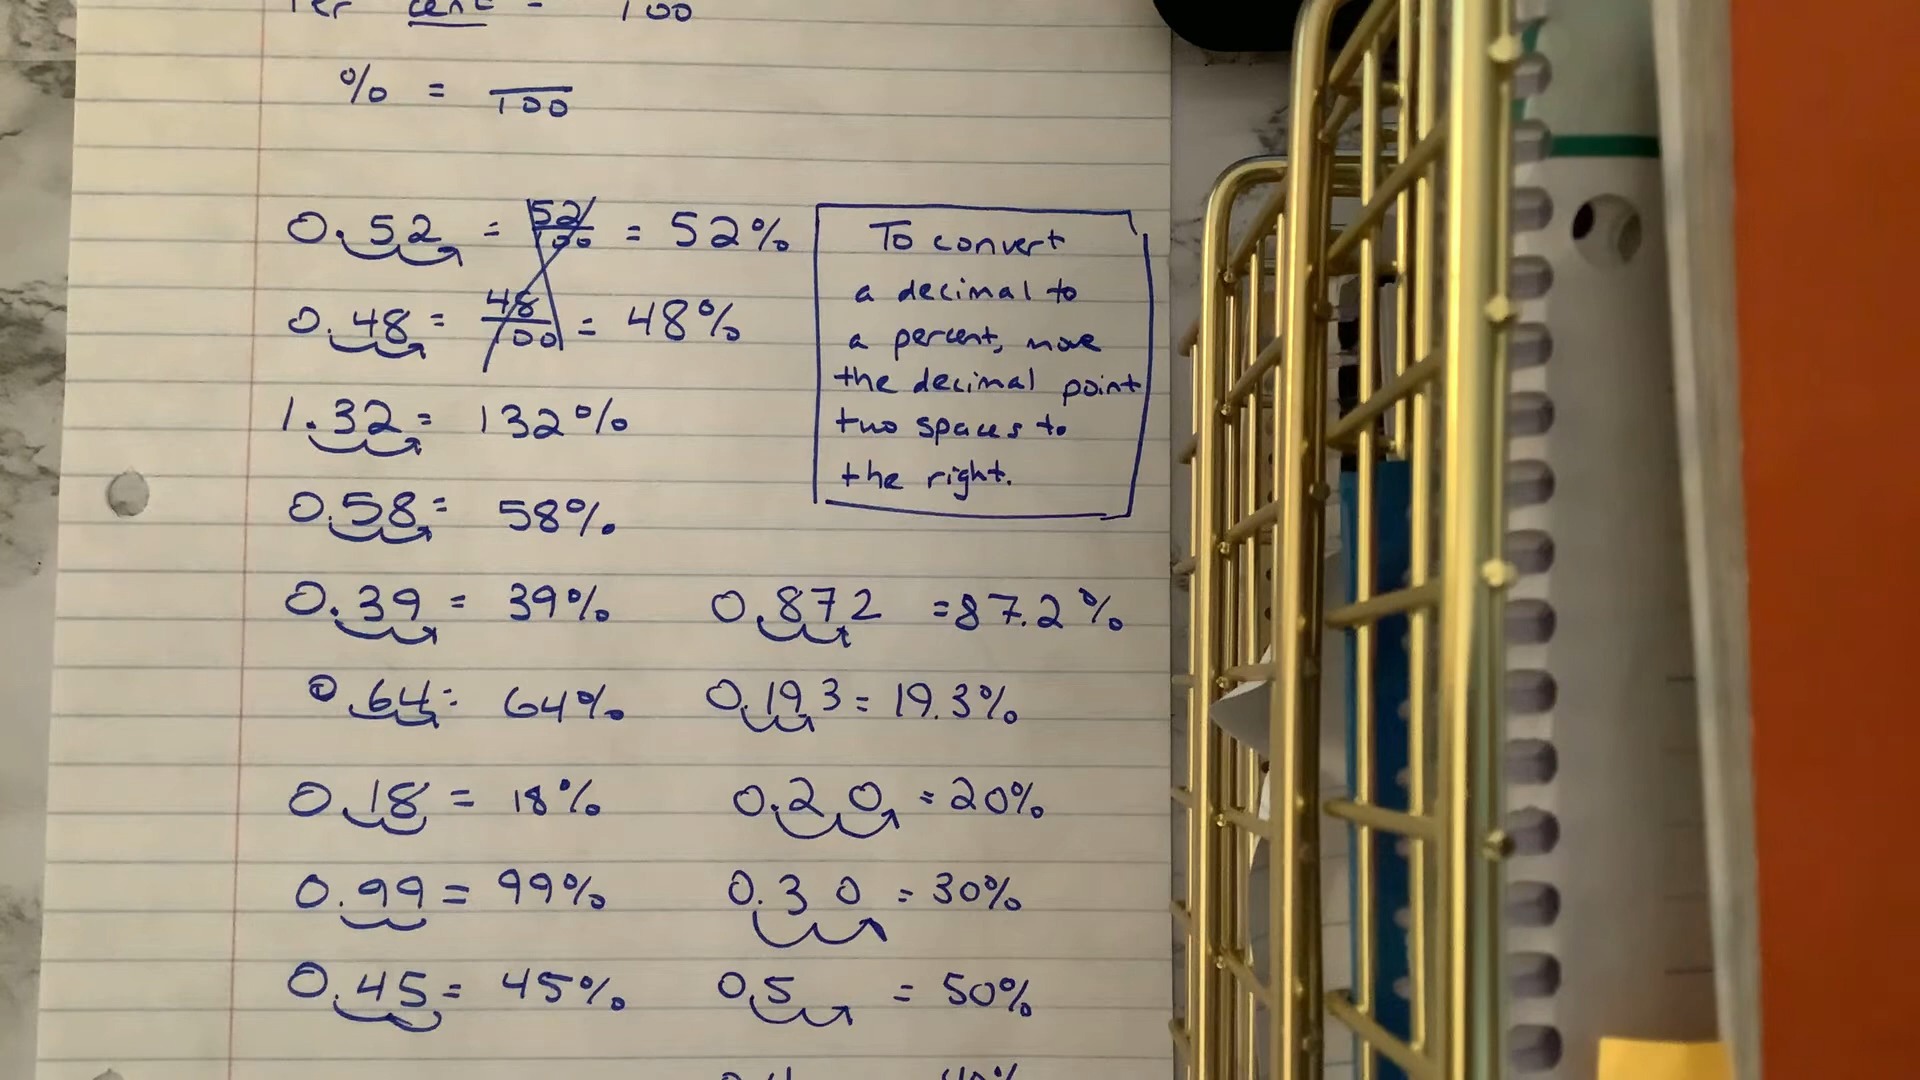 Per cent = 100
% = /100
0.52 = 52/100 = 52%
0.48 = 48/100 = 48%
1.32 = 132%
0.58 = 58%
0.39 = 39%
0.64 = 64%
0.18 = 18%
0.99 = 99%
0.45 = 45%
To convert
a decimal to
a percent, move
the decimal point
two spaces to
the right.
0.872 = 87.2%
0.193 = 19.3%
0.20 = 20%
0.30 = 30%
0.5 = 50%